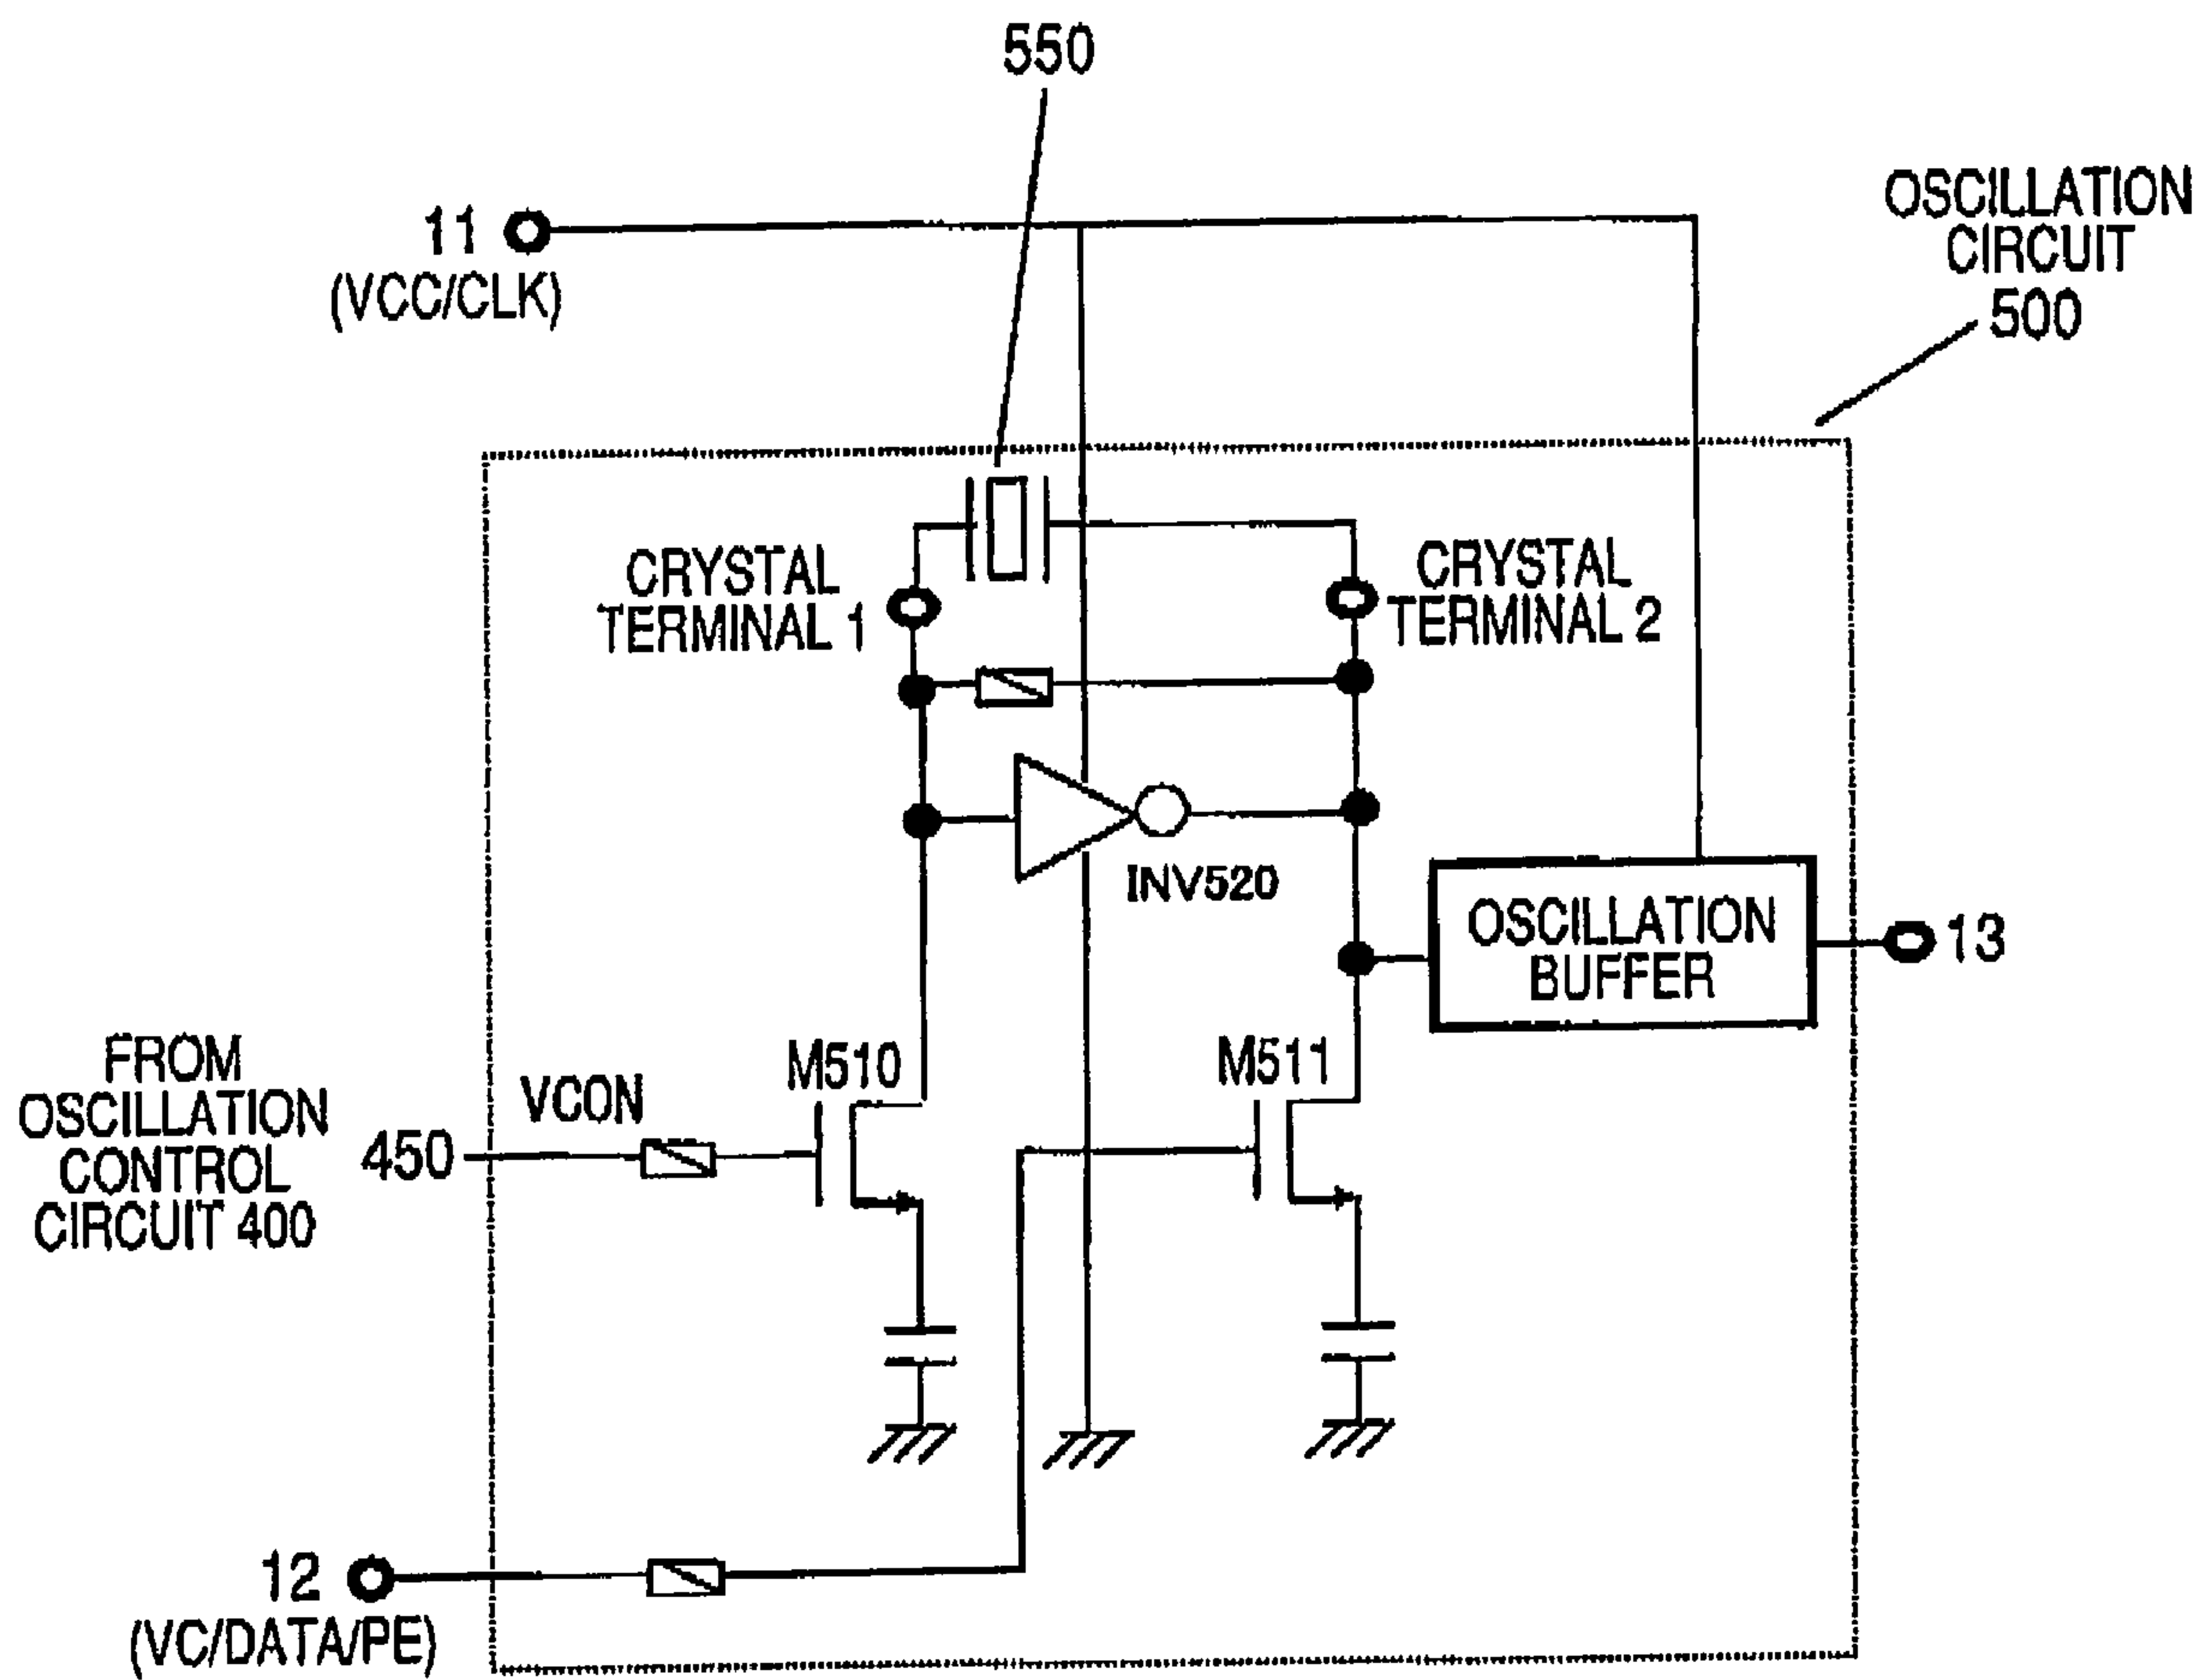 550
11
(VCC/CLK)
OSCILLATION
CIRCUIT
500
CRYSTAL
TERMINAL 1
CRYSTAL
TERMINAL 2
INV520
OSCILLATION
BUFFER
13
FROM
OSCILLATION
CONTROL
CIRCUIT 400
450
VCON
M510
M511
12
(VC/DATA/PE)